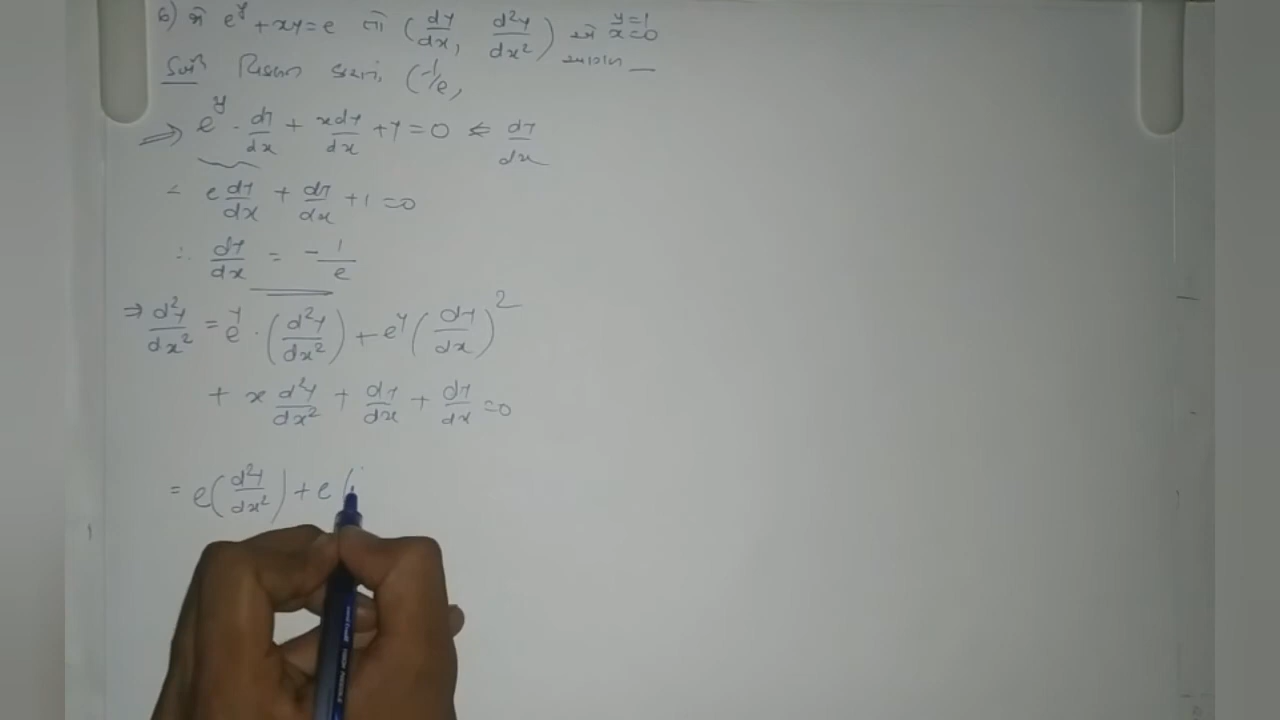 6) જો e^y + xy = e તો (dy/dx, d²y/dx²) એ y=1 x=0
(-1/e,
⇒ e^y · dy/dx + x dy/dx + y = 0 ⇐ dy/dx
e dy/dx + dy/dx + 1 = 0
∴ dy/dx = - 1/e
⇒ d²y/dx² = e^y · (d²y/dx²) + e^y (dy/dx)²
+ x d²y/dx² + dy/dx + dy/dx = 0
= e(d²y/dx²) + e (